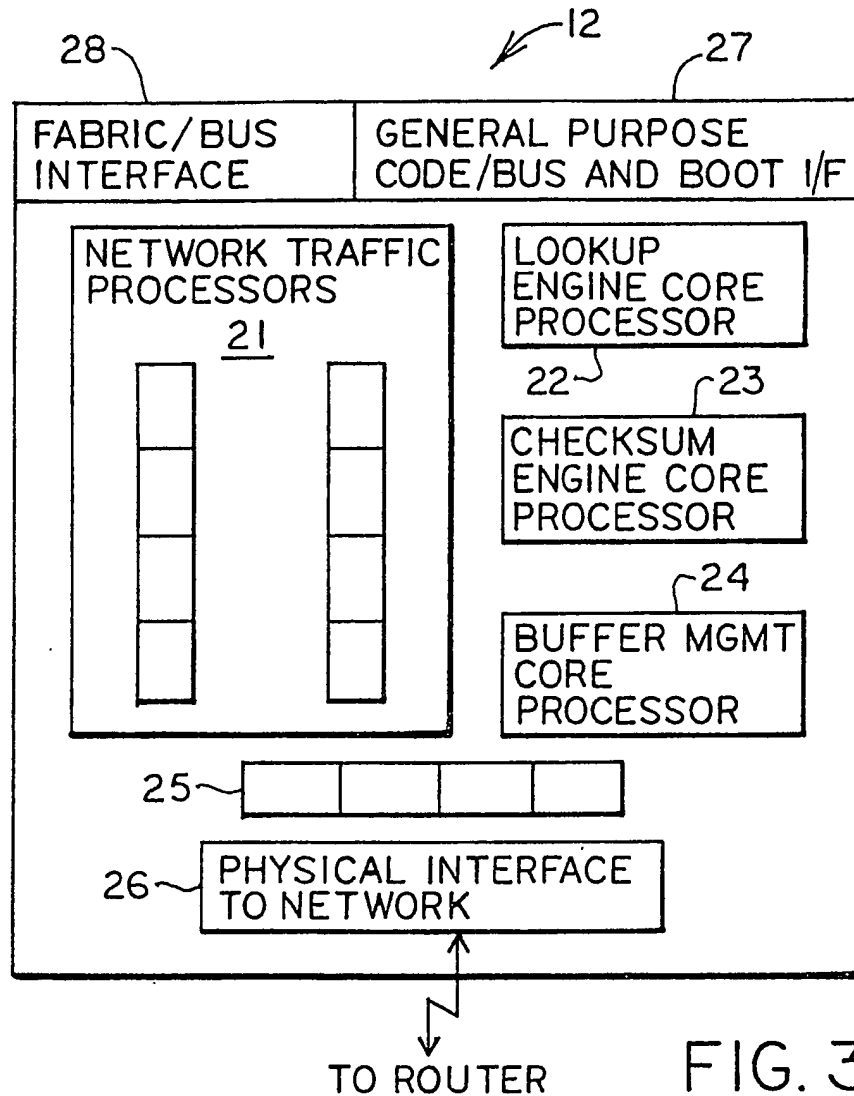 12
28
27
FABRIC/BUS
INTERFACE
GENERAL PURPOSE
CODE/BUS AND BOOT I/F
NETWORK TRAFFIC
PROCESSORS
21
LOOKUP
ENGINE CORE
PROCESSOR
22
23
CHECKSUM
ENGINE CORE
PROCESSOR
24
BUFFER MGMT
CORE
PROCESSOR
25
26
PHYSICAL INTERFACE
TO NETWORK
TO ROUTER
FIG. 3